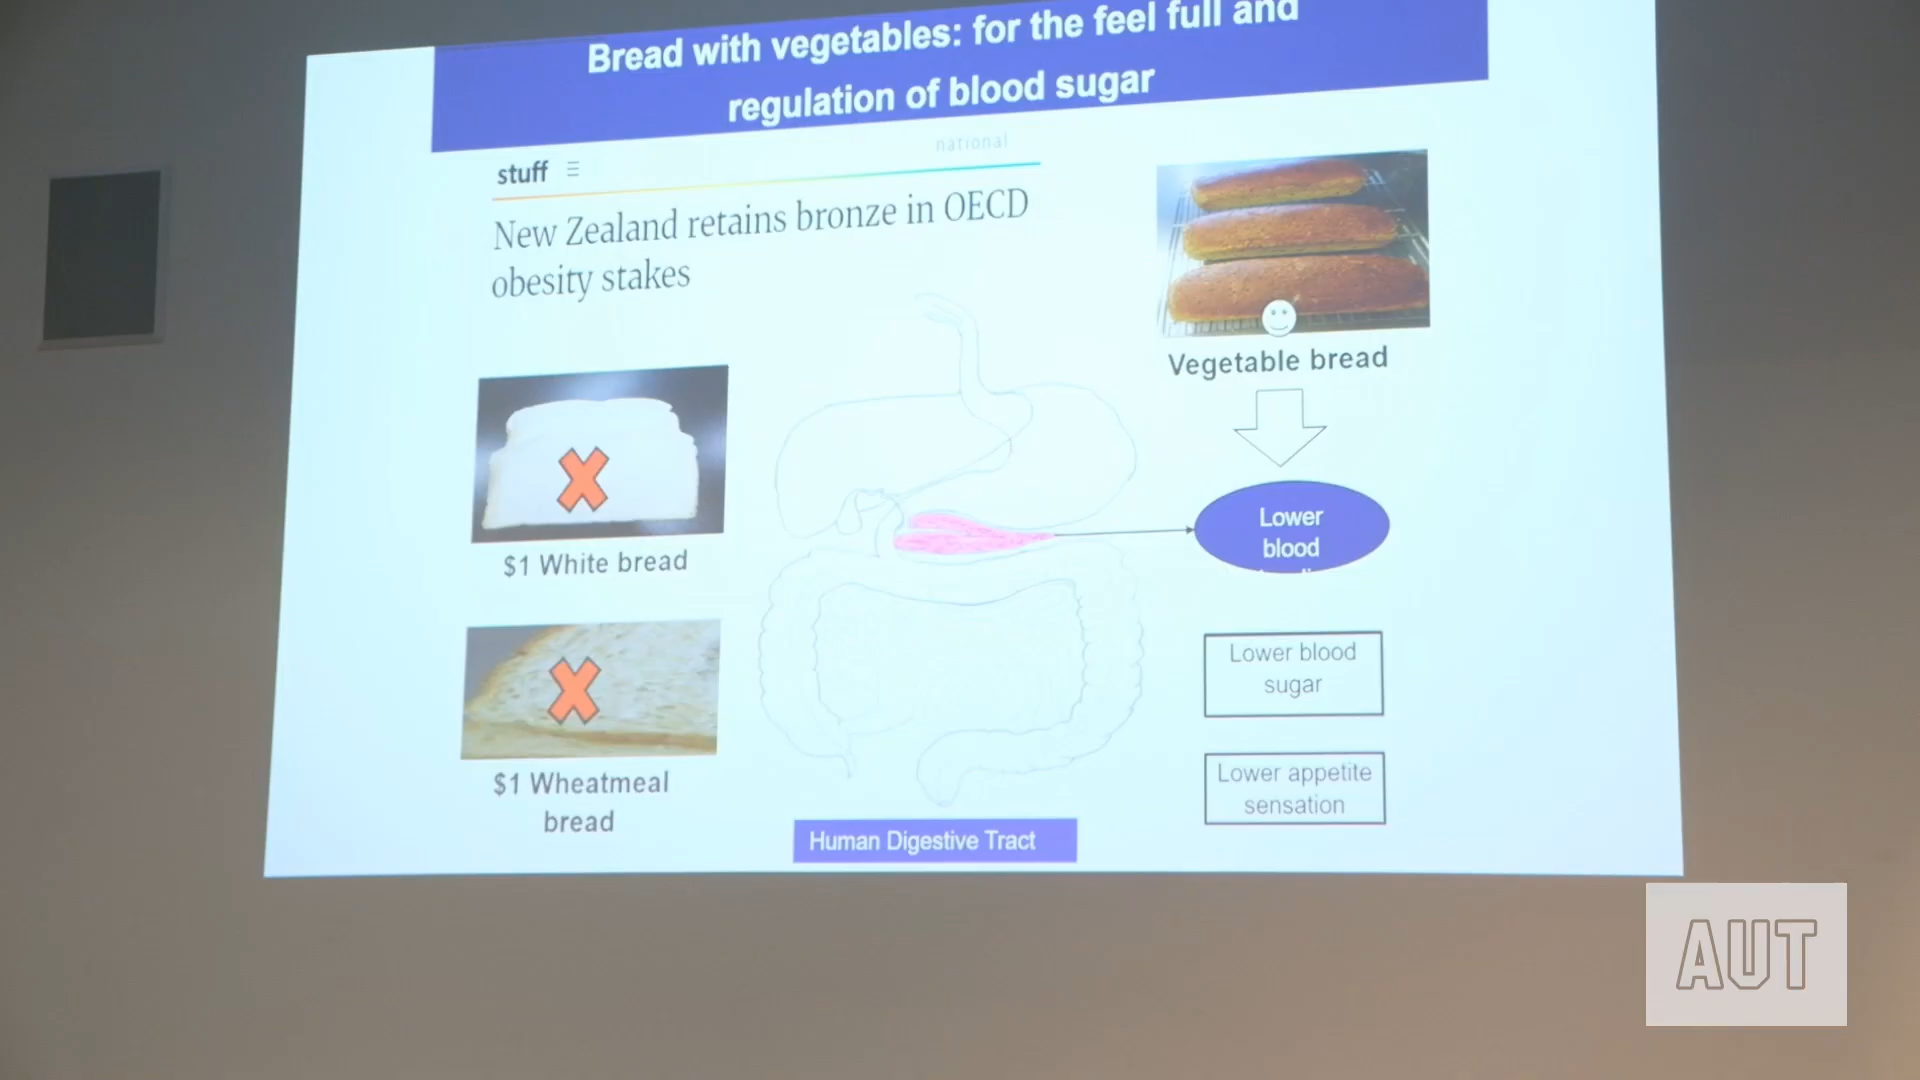 Bread with vegetables: for the feel full and
regulation of blood sugar
stuff
national
New Zealand retains bronze in OECD
obesity stakes
Vegetable bread
$1 White bread
Lower
blood
Lower blood
sugar
$1 Wheatmeal
bread
Lower appetite
sensation
Human Digestive Tract
AUT